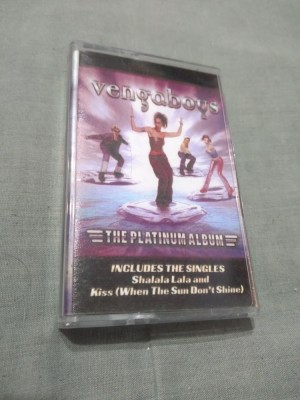 vengaboys
THE PLATINUM ALBUM
INCLUDES THE SINGLES
Shalala Lala and
Kiss (When The Sun Don't Shine)